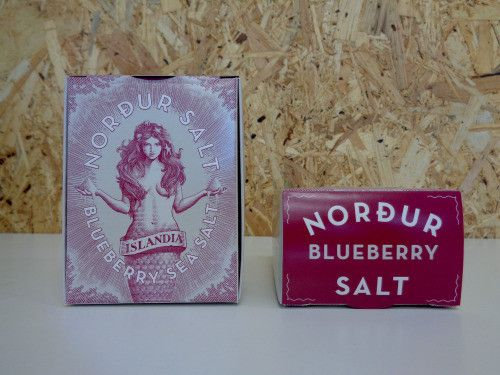 NORÐUR SALT
ISLANDIA
BLUEBERRY SEA SALT
NORÐUR
BLUEBERRY
SALT